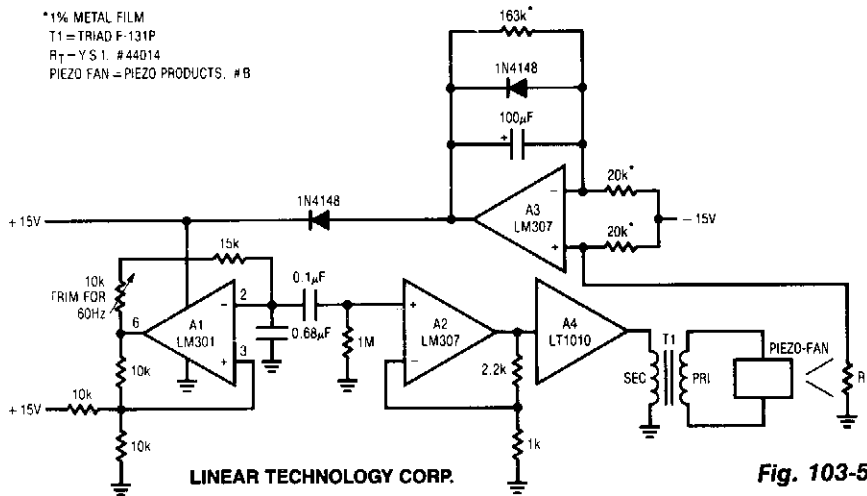 *1% METAL FILM
T1 = TRIAD F-131P
RT – Y S I. #44014
PIEZO FAN = PIEZO PRODUCTS, #B
163k*
1N4148
100µF
+
20k*
20k*
−15V
A3
LM307
−
+
1N4148
+15V
15k
10k
TRIM FOR
60Hz
6
2
3
A1
LM301
−
+
0.1µF
0.68µF
1M
+
−
A2
LM307
A4
LT1010
2.2k
1k
10k
10k
10k
+15V
T1
SEC
PRI
PIEZO-FAN
R
LINEAR TECHNOLOGY CORP.
Fig. 103-5